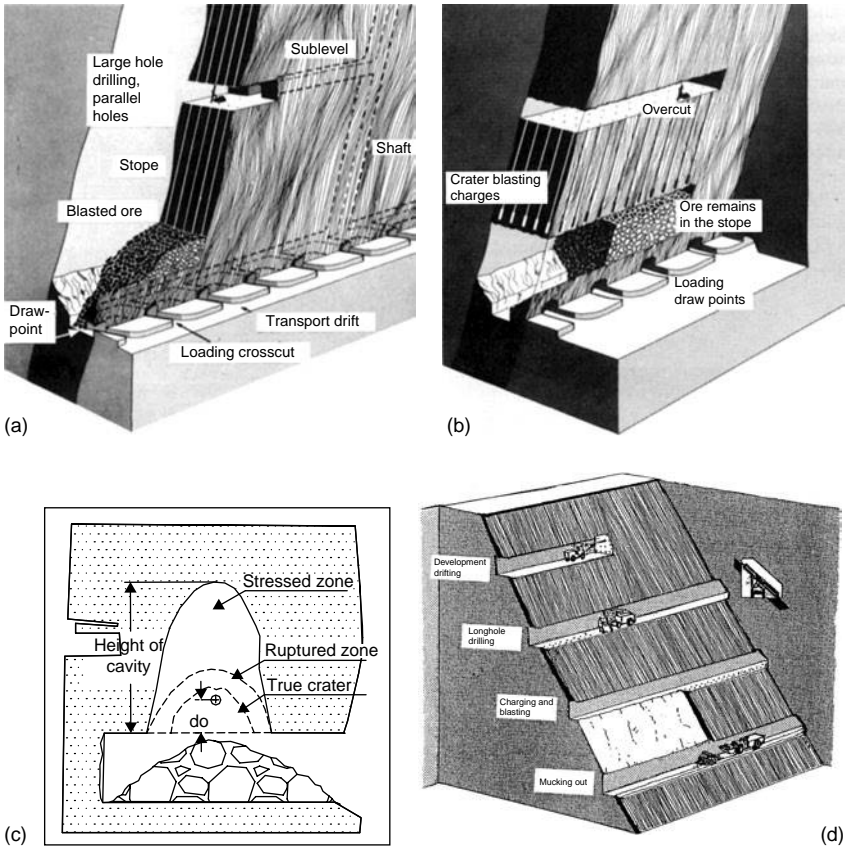 Large hole
drilling,
parallel
holes
Sublevel
Shaft
Stope
Blasted ore
Draw-
point
Transport drift
Loading crosscut
(a)
Overcut
Crater blasting
charges
Ore remains
in the stope
Loading
draw points
(b)
Stressed zone
Height of
cavity
Ruptured zone
True crater
do
(c)
Development
drifting
Longhole
drilling
Charging and
blasting
Mucking out
(d)